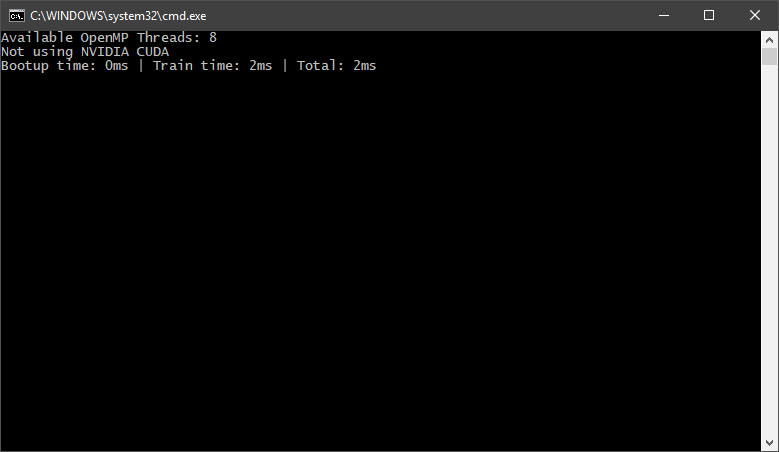 C:\WINDOWS\system32\cmd.exe
Available OpenMP Threads: 8
Not using NVIDIA CUDA
Bootup time: 0ms | Train time: 2ms | Total: 2ms